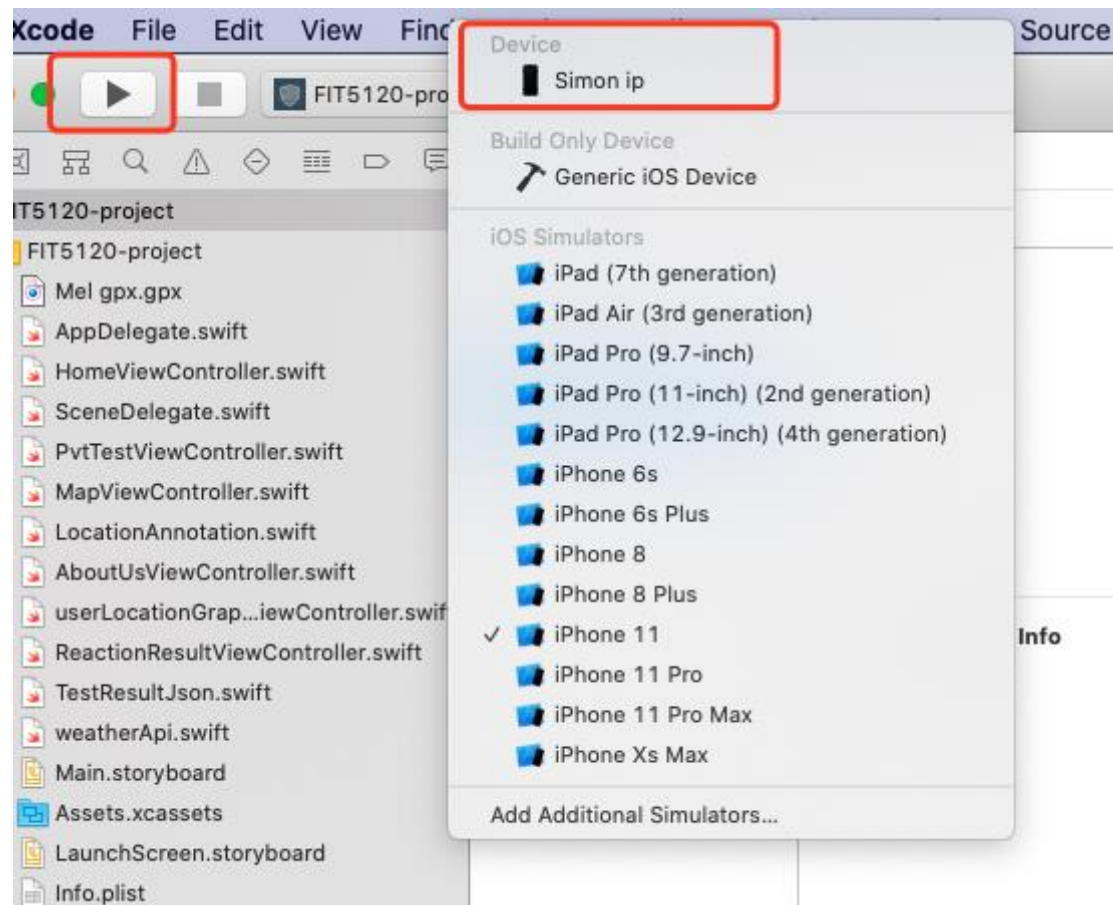 Xcode File Edit View Find Source
FIT5120-pro
Device
Simon ip
Build Only Device
Generic iOS Device
iOS Simulators
iPad (7th generation)
iPad Air (3rd generation)
iPad Pro (9.7-inch)
iPad Pro (11-inch) (2nd generation)
iPad Pro (12.9-inch) (4th generation)
iPhone 6s
iPhone 6s Plus
iPhone 8
iPhone 8 Plus
iPhone 11
iPhone 11 Pro
iPhone 11 Pro Max
iPhone Xs Max
Add Additional Simulators...
IT5120-project
FIT5120-project
Mel gpx.gpx
AppDelegate.swift
HomeViewController.swift
SceneDelegate.swift
PvtTestViewController.swift
MapViewController.swift
LocationAnnotation.swift
AboutUsViewController.swift
userLocationGrap...iewController.swif
ReactionResultViewController.swift
TestResultJson.swift
weatherApi.swift
Main.storyboard
Assets.xcassets
LaunchScreen.storyboard
Info.plist
Info